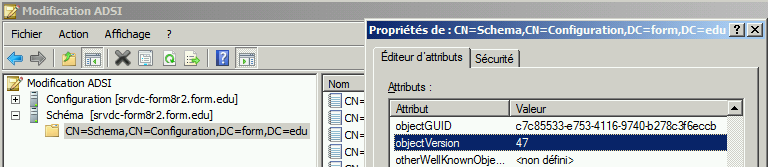 Modification ADSI
Fichier Action Affichage ?
Modification ADSI
Configuration [srvdc-form8r2.form.edu]
Schéma [srvdc-form8r2.form.edu]
CN=Schema,CN=Configuration,DC=form,DC=edu
Nom
CN=
CN=
CN=
CN=
Propriétés de : CN=Schema,CN=Configuration,DC=form,DC=edu
Éditeur d'attributs Sécurité
Attributs :
Attribut Valeur
objectGUID c7c85533-e753-4116-9740-b278c3f6eccb
objectVersion 47
otherWellKnownObje... <non défini>